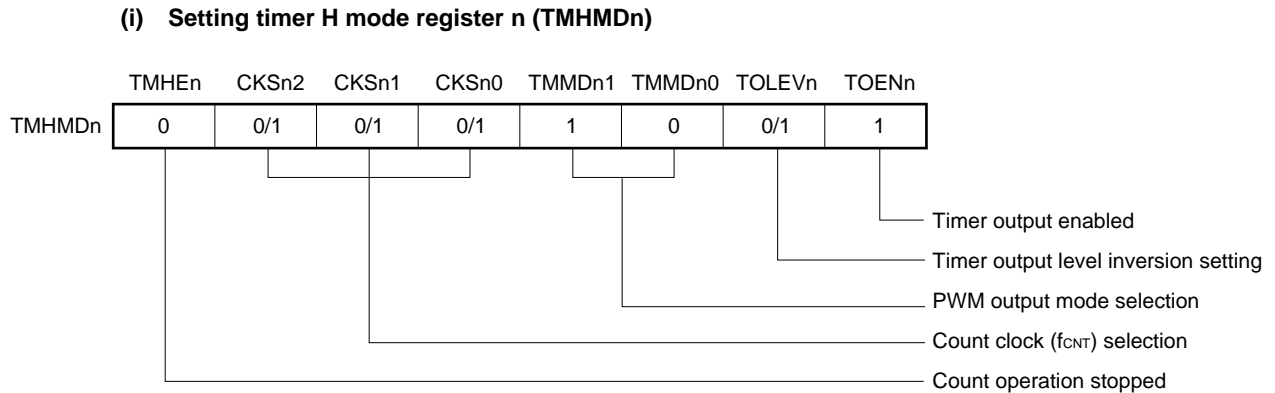 (i) Setting timer H mode register n (TMHMDn)
TMHEn CKSn2 CKSn1 CKSn0 TMMDn1 TMMDn0 TOLEVn TOENn
TMHMDn 0 0/1 0/1 0/1 1 0 0/1 1
Timer output enabled
Timer output level inversion setting
PWM output mode selection
Count clock (fCNT) selection
Count operation stopped